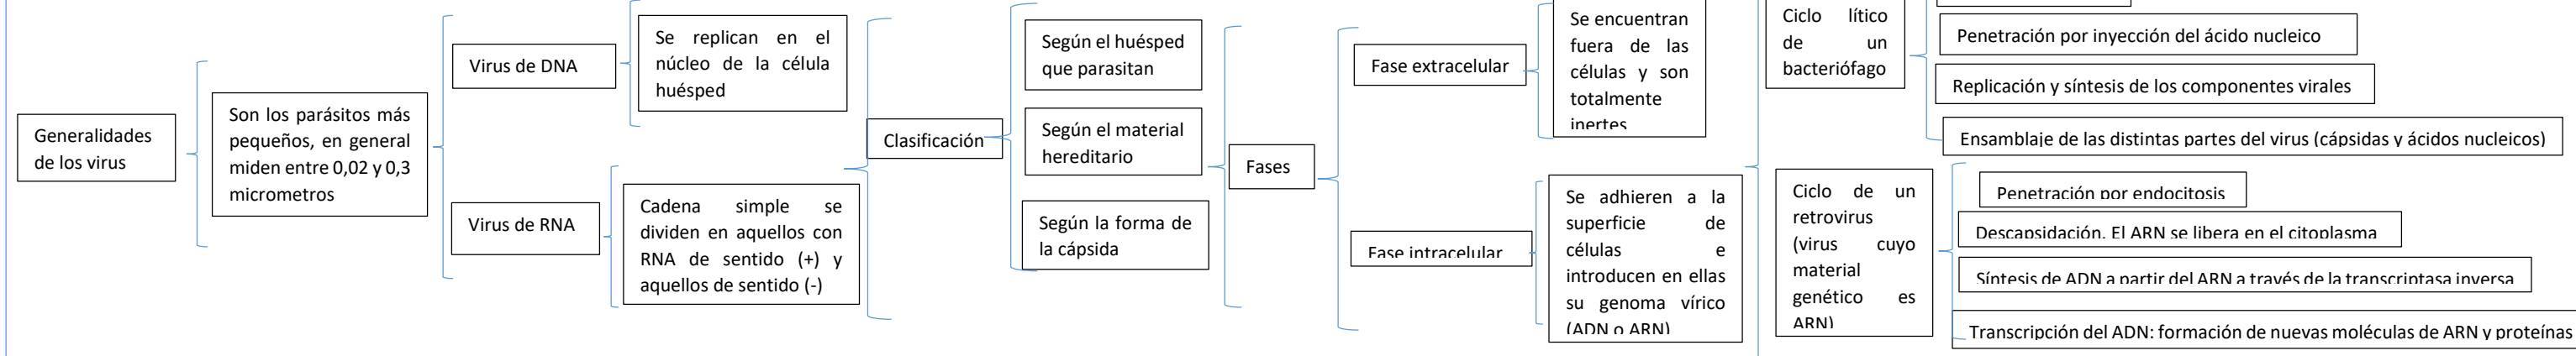 Generalidades
de los virus
Son los parásitos más
pequeños, en general
miden entre 0,02 y 0,3
micrometros
Virus de DNA
Se replican en el
núcleo de la célula
huésped
Virus de RNA
Cadena simple se
dividen en aquellos con
RNA de sentido (+) y
aquellos de sentido (-)
Clasificación
Según el huésped
que parasitan
Según el material
hereditario
Según la forma de
la cápsida
Fases
Fase extracelular
Se encuentran
fuera de las
células y son
totalmente
inertes
Fase intracelular
Se adhieren a la
superficie de
células e
introducen en ellas
su genoma vírico
(ADN o ARN)
Ciclo lítico
de un
bacteriófago
Penetración por inyección del ácido nucleico
Replicación y síntesis de los componentes virales
Ensamblaje de las distintas partes del virus (cápsidas y ácidos nucleicos)
Ciclo de un
retrovirus
(virus cuyo
material
genético es
ARN)
Penetración por endocitosis
Descapsidación. El ARN se libera en el citoplasma
Síntesis de ADN a partir del ARN a través de la transcriptasa inversa
Transcripción del ADN: formación de nuevas moléculas de ARN y proteínas